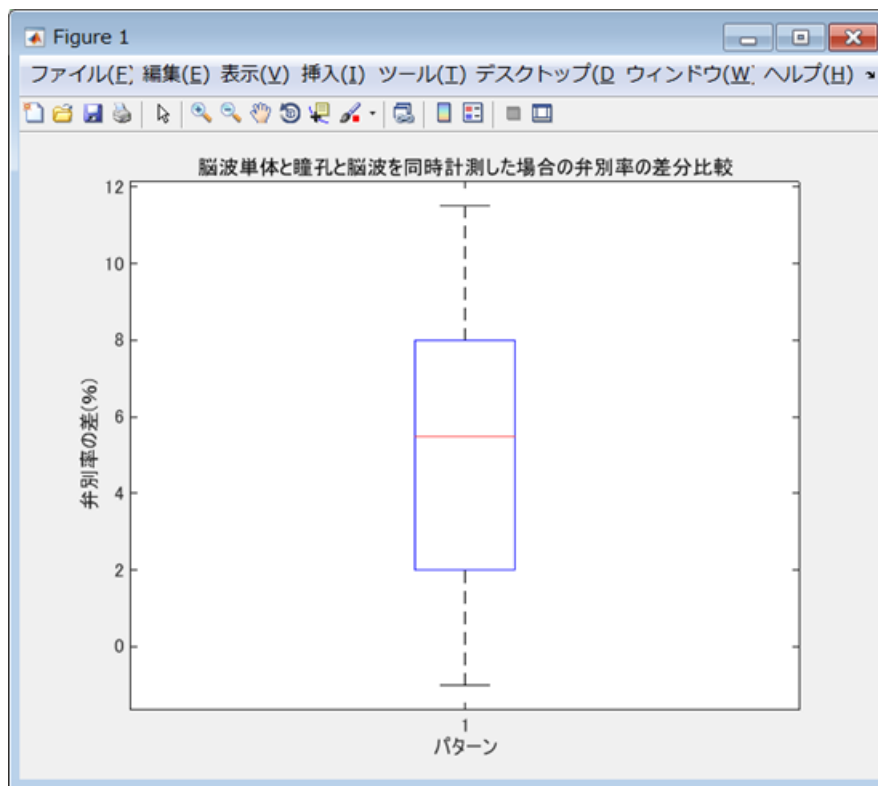 Figure 1
ファイル(F) 編集(E) 表示(V) 挿入(I) ツール(T) デスクトップ(D ウィンドウ(W ヘルプ(H)
脳波単体と瞳孔と脳波を同時計測した場合の弁別率の差分比較
12
10
8
6
4
2
0
弁別率の差(%)
1
パターン